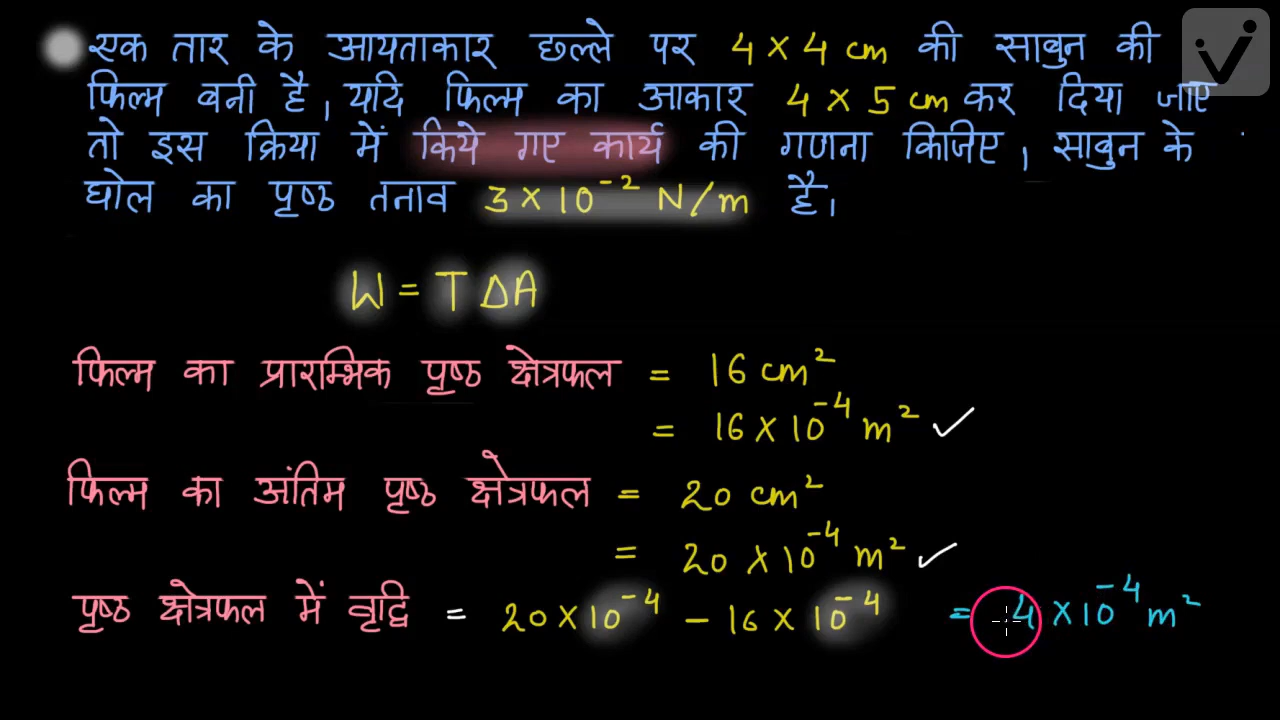 एक तार के आयताकार छल्ले पर 4 × 4 cm की साबुन की
फिल्म बनी है, यदि फिल्म का आकार 4 × 5 cm कर दिया जाए
तो इस क्रिया में किये गए कार्य की गणना किजिए, साबुन के
घोल का पृष्ठ तनाव 3 × 10⁻² N/m है।
W = T ΔA
फिल्म का प्रारम्भिक पृष्ठ क्षेत्रफल = 16 cm²
= 16 × 10⁻⁴ m² ✓
फिल्म का अंतिम पृष्ठ क्षेत्रफल = 20 cm²
= 20 × 10⁻⁴ m² ✓
पृष्ठ क्षेत्रफल में वृद्वि = 20 × 10⁻⁴ – 16 × 10⁻⁴ = 4 × 10⁻⁴ m²